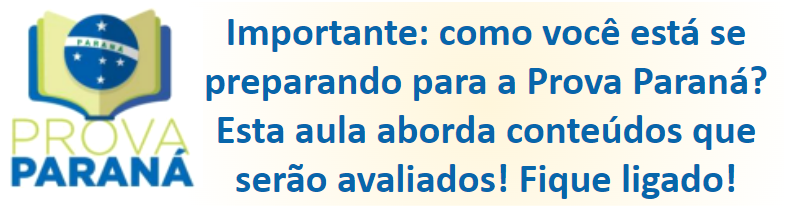 PARANÁ
PROVA
PARANÁ
Importante: como você está se
preparando para a Prova Paraná?
Esta aula aborda conteúdos que
serão avaliados! Fique ligado!